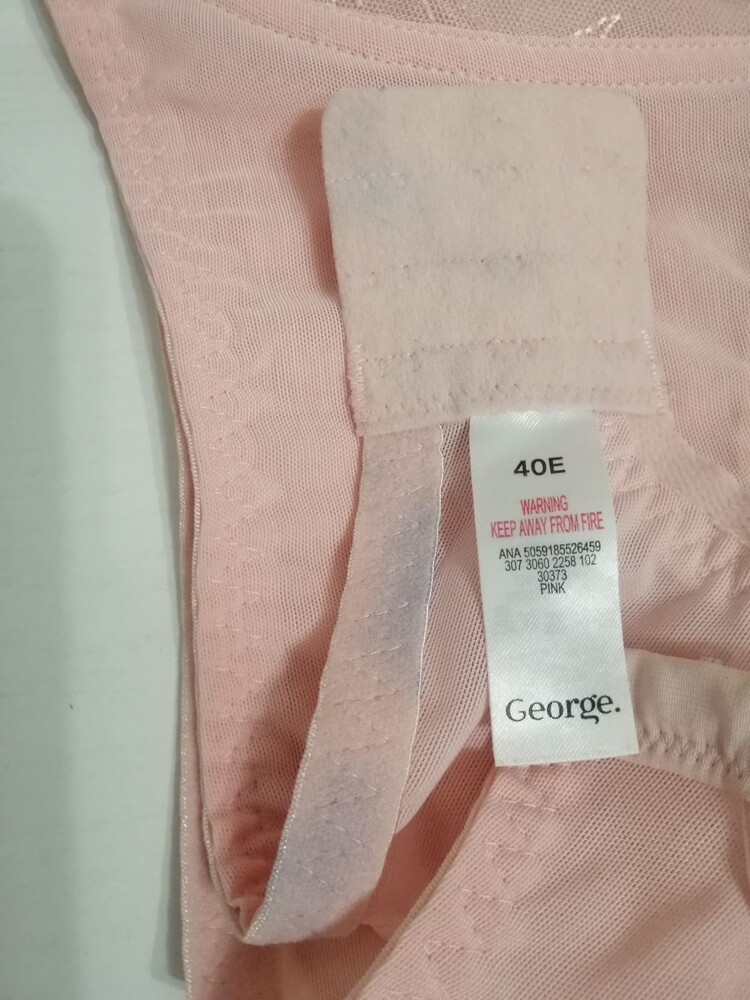 40E
WARNING
KEEP AWAY FROM FIRE
ANA 5059185526459
307 3060 2258 102
30373
PINK
George.